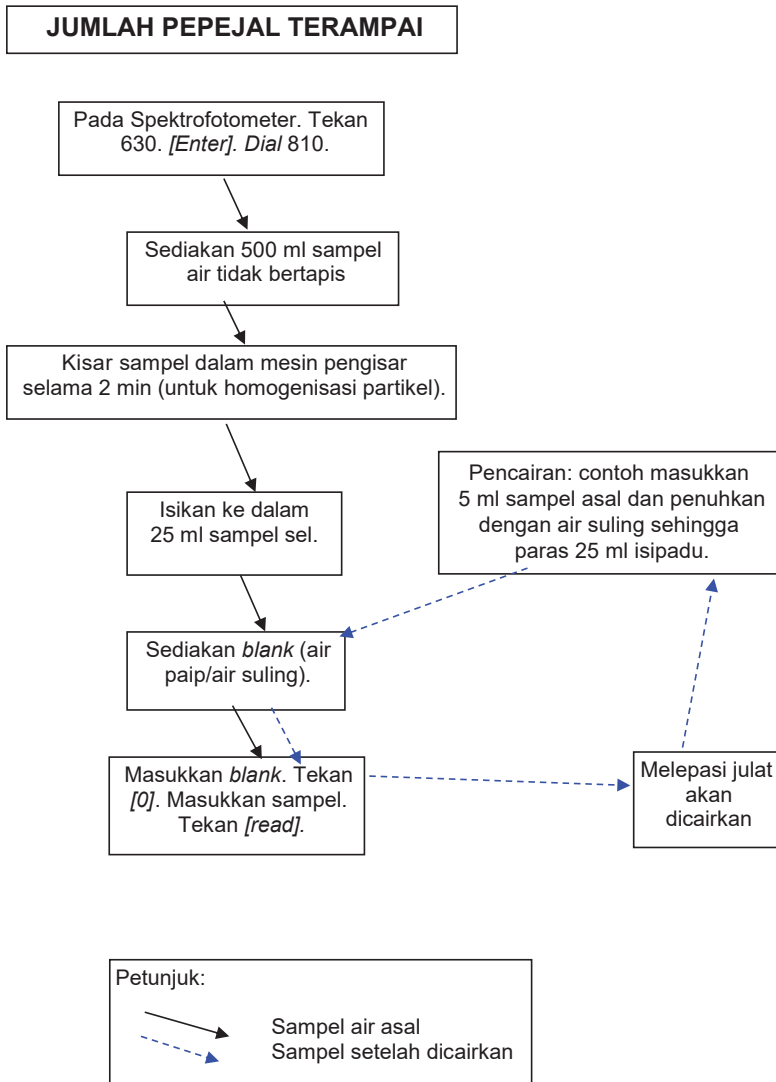 JUMLAH PEPEJAL TERAMPAI
Pada Spektrofotometer. Tekan
630. [Enter]. Dial 810.
Sediakan 500 ml sampel
air tidak bertapis
Kisar sampel dalam mesin pengisar
selama 2 min (untuk homogenisasi partikel).
Isikan ke dalam
25 ml sampel sel.
Pencairan: contoh masukkan
5 ml sampel asal dan penuhkan
dengan air suling sehingga
paras 25 ml isipadu.
Sediakan blank (air
paip/air suling).
Masukkan blank. Tekan
[0]. Masukkan sampel.
Tekan [read].
Melepasi julat
akan
dicairkan
Petunjuk:
Sampel air asal
Sampel setelah dicairkan